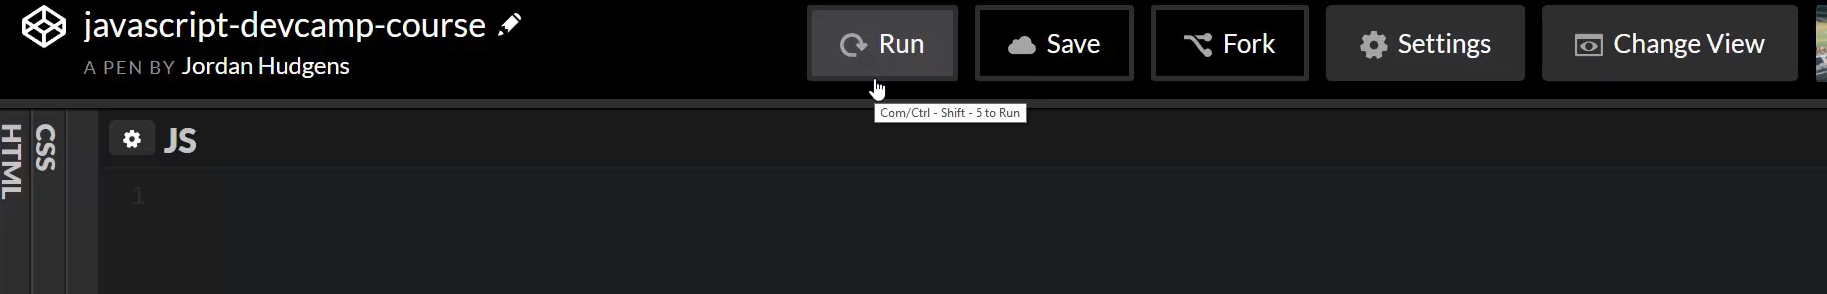 javascript-devcamp-course
A PEN BY Jordan Hudgens
Run
Save
Fork
Settings
Change View
Com/Ctrl - Shift - 5 to Run
HTML
CSS
JS
1